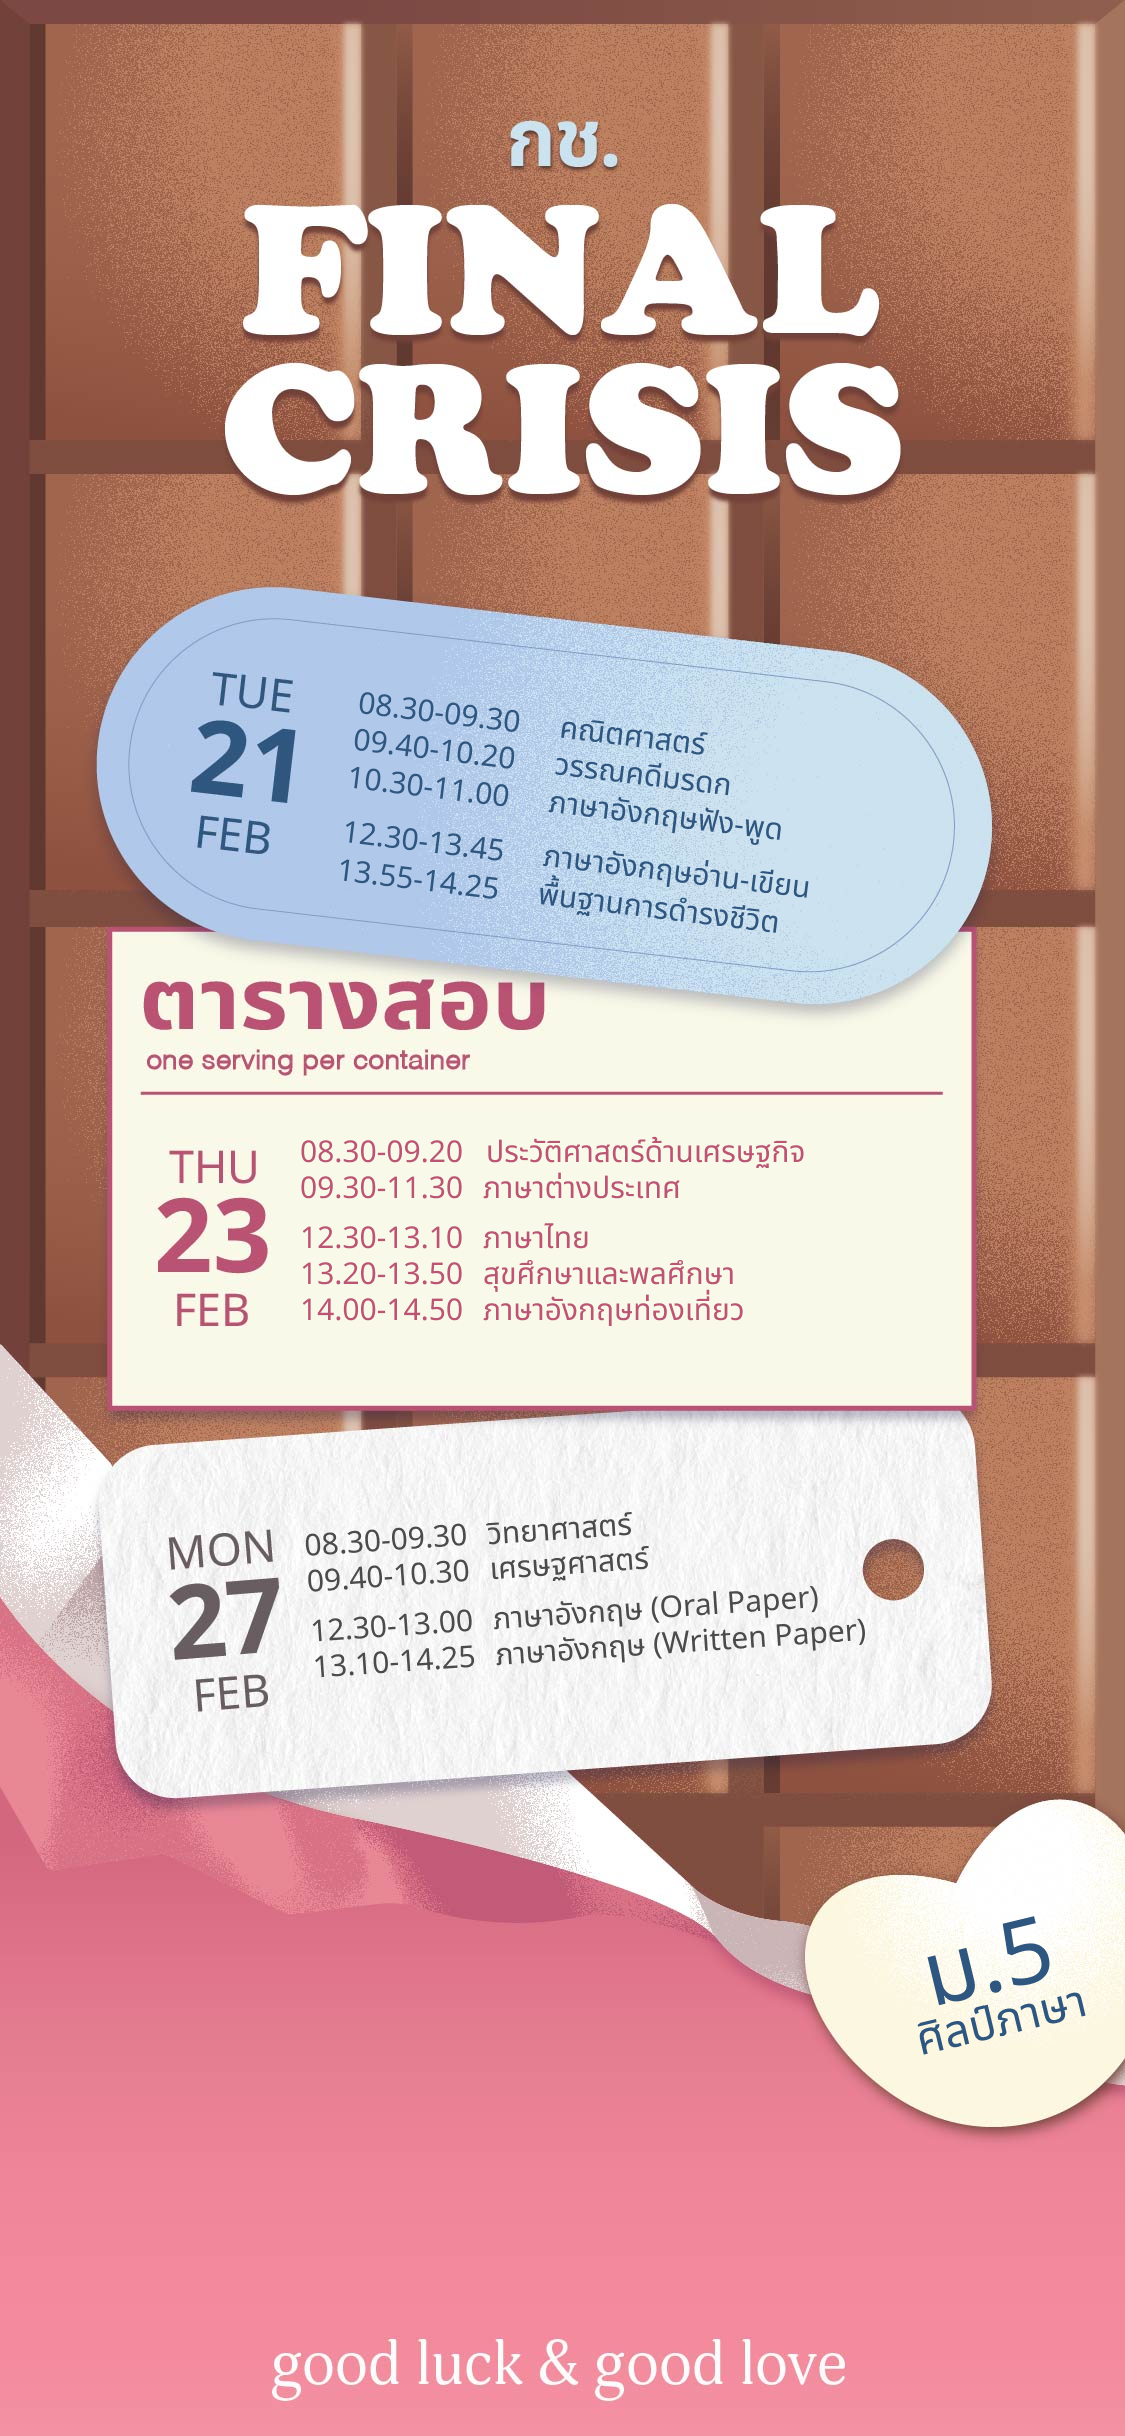 กช.
FINAL
CRISIS
TUE
21
FEB
08.30-09.30 คณิตศาสตร์
09.40-10.20 วรรณคดีมรดก
10.30-11.00 ภาษาอังกฤษฟัง-พูด
12.30-13.45 ภาษาอังกฤษอ่าน-เขียน
13.55-14.25 พื้นฐานการดำรงชีวิต
ตารางสอบ
one serving per container
THU
23
FEB
08.30-09.20 ประวัติศาสตร์ด้านเศรษฐกิจ
09.30-11.30 ภาษาต่างประเทศ
12.30-13.10 ภาษาไทย
13.20-13.50 สุขศึกษาและพลศึกษา
14.00-14.50 ภาษาอังกฤษท่องเที่ยว
MON
27
FEB
08.30-09.30 วิทยาศาสตร์
09.40-10.30 เศรษฐศาสตร์
12.30-13.00 ภาษาอังกฤษ (Oral Paper)
13.10-14.25 ภาษาอังกฤษ (Written Paper)
ม.5
ศิลป์ภาษา
good luck & good love